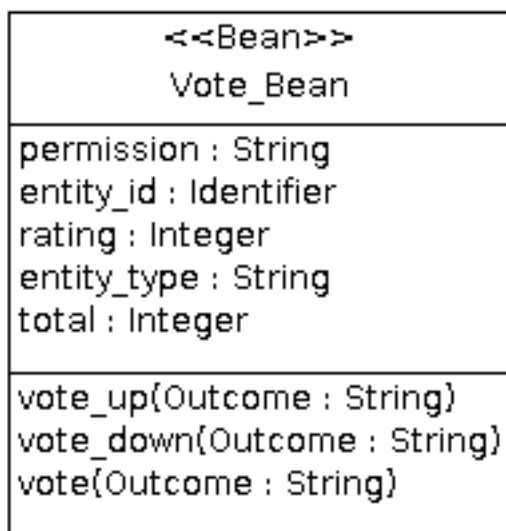 <<Bean>>
Vote_Bean
permission : String
entity_id : Identifier
rating : Integer
entity_type : String
total : Integer
vote_up(Outcome : String)
vote_down(Outcome : String)
vote(Outcome : String)